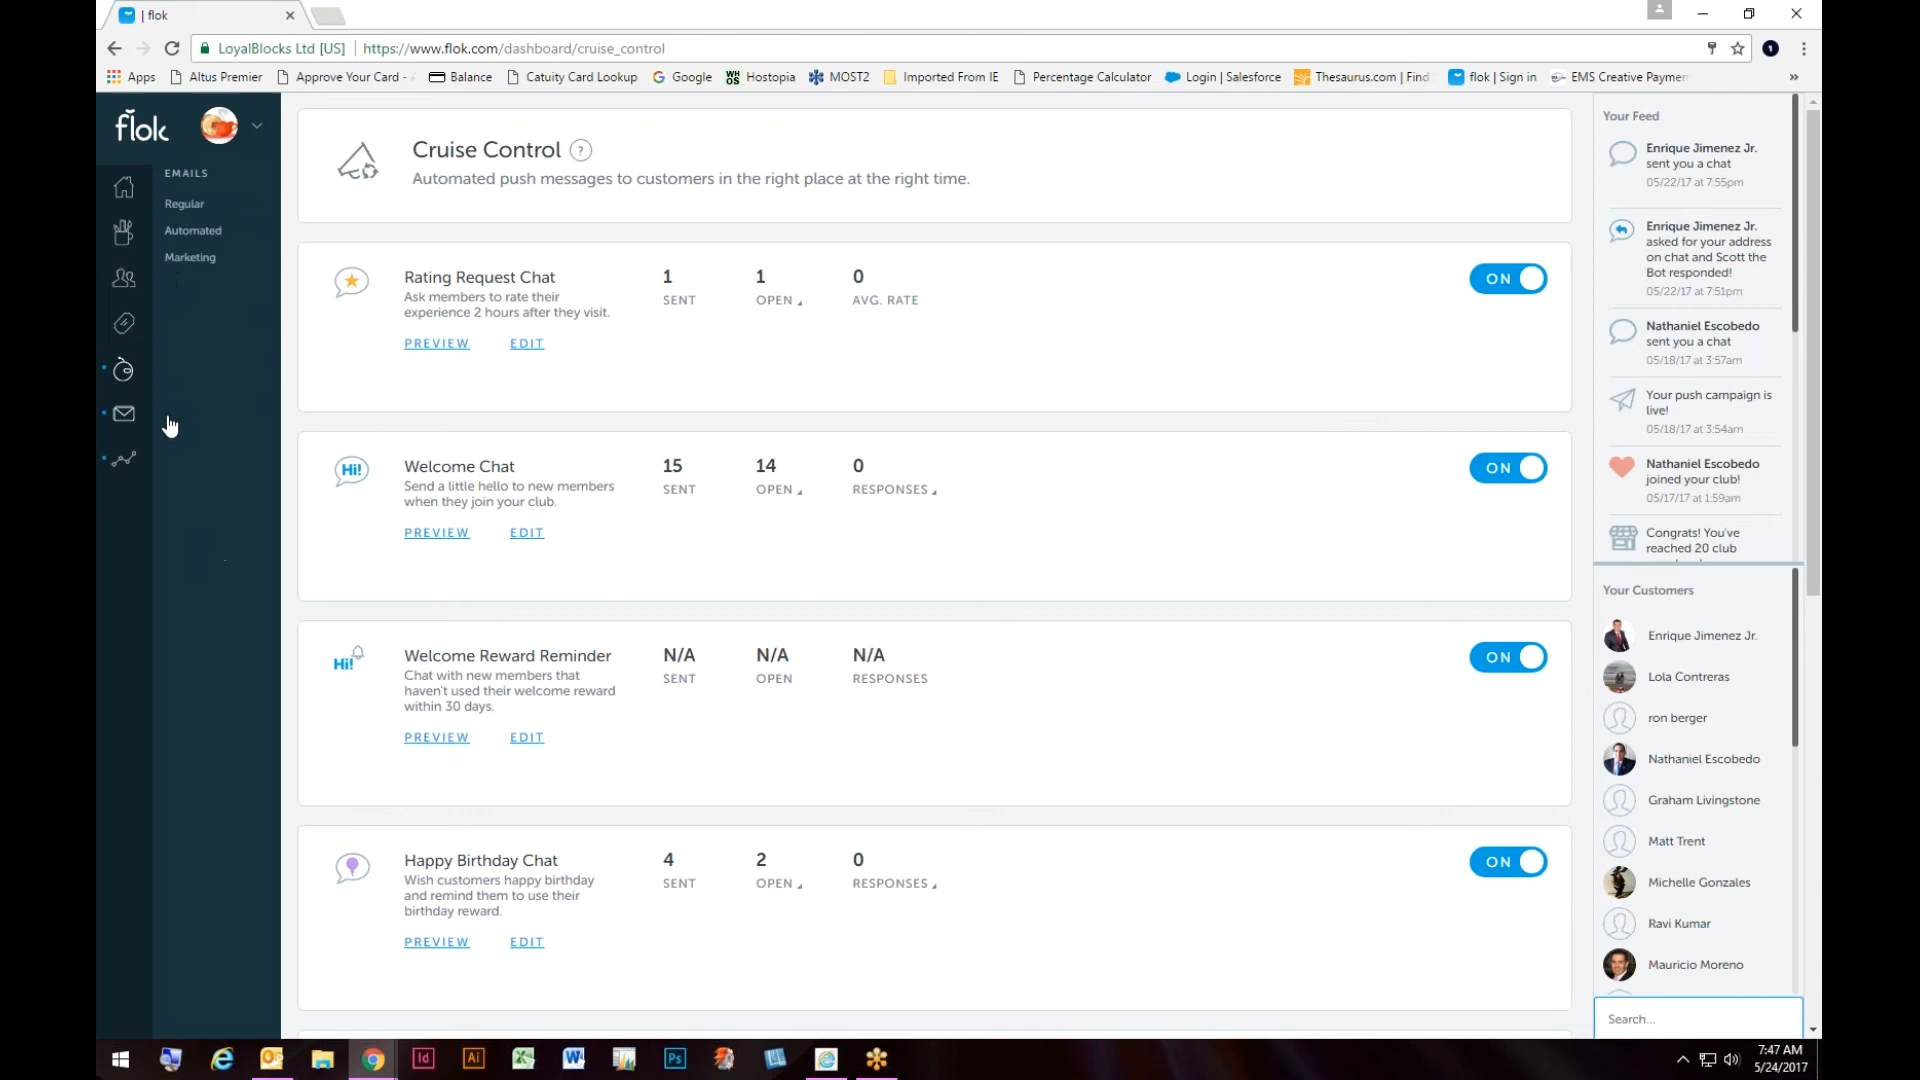 | flok
LoyalBlocks Ltd [US]
https://www.flok.com/dashboard/cruise_control
Apps
Altus Premier
Approve Your Card -
Balance
Catuity Card Lookup
Google
Hostopia
MOST2
Imported From IE
Percentage Calculator
Login | Salesforce
Thesaurus.com | Find
flok | Sign in
EMS Creative Paymen
»
flok
EMAILS
Regular
Automated
Marketing
Cruise Control ?
Automated push messages to customers in the right place at the right time.
Rating Request Chat
Ask members to rate their
experience 2 hours after they visit.
PREVIEW EDIT
1
SENT
1
OPEN
0
AVG. RATE
ON
Hi!
Welcome Chat
Send a little hello to new members
when they join your club.
PREVIEW EDIT
15
SENT
14
OPEN
0
RESPONSES
ON
Hi!
Welcome Reward Reminder
Chat with new members that
haven't used their welcome reward
within 30 days.
PREVIEW EDIT
N/A
SENT
N/A
OPEN
N/A
RESPONSES
ON
Happy Birthday Chat
Wish customers happy birthday
and remind them to use their
birthday reward.
PREVIEW EDIT
4
SENT
2
OPEN
0
RESPONSES
ON
Your Feed
Enrique Jimenez Jr.
sent you a chat
05/22/17 at 7:55pm
Enrique Jimenez Jr.
asked for your address
on chat and Scott the
Bot responded!
05/22/17 at 7:51pm
Nathaniel Escobedo
sent you a chat
05/18/17 at 3:57am
Your push campaign is
live!
05/18/17 at 3:54am
Nathaniel Escobedo
joined your club!
05/17/17 at 1:59am
Congrats! You've
reached 20 club
Your Customers
Enrique Jimenez Jr.
Lola Contreras
ron berger
Nathaniel Escobedo
Graham Livingstone
Matt Trent
Michelle Gonzales
Ravi Kumar
Mauricio Moreno
Search...
Id
Ai
Ps
7:47 AM
5/24/2017